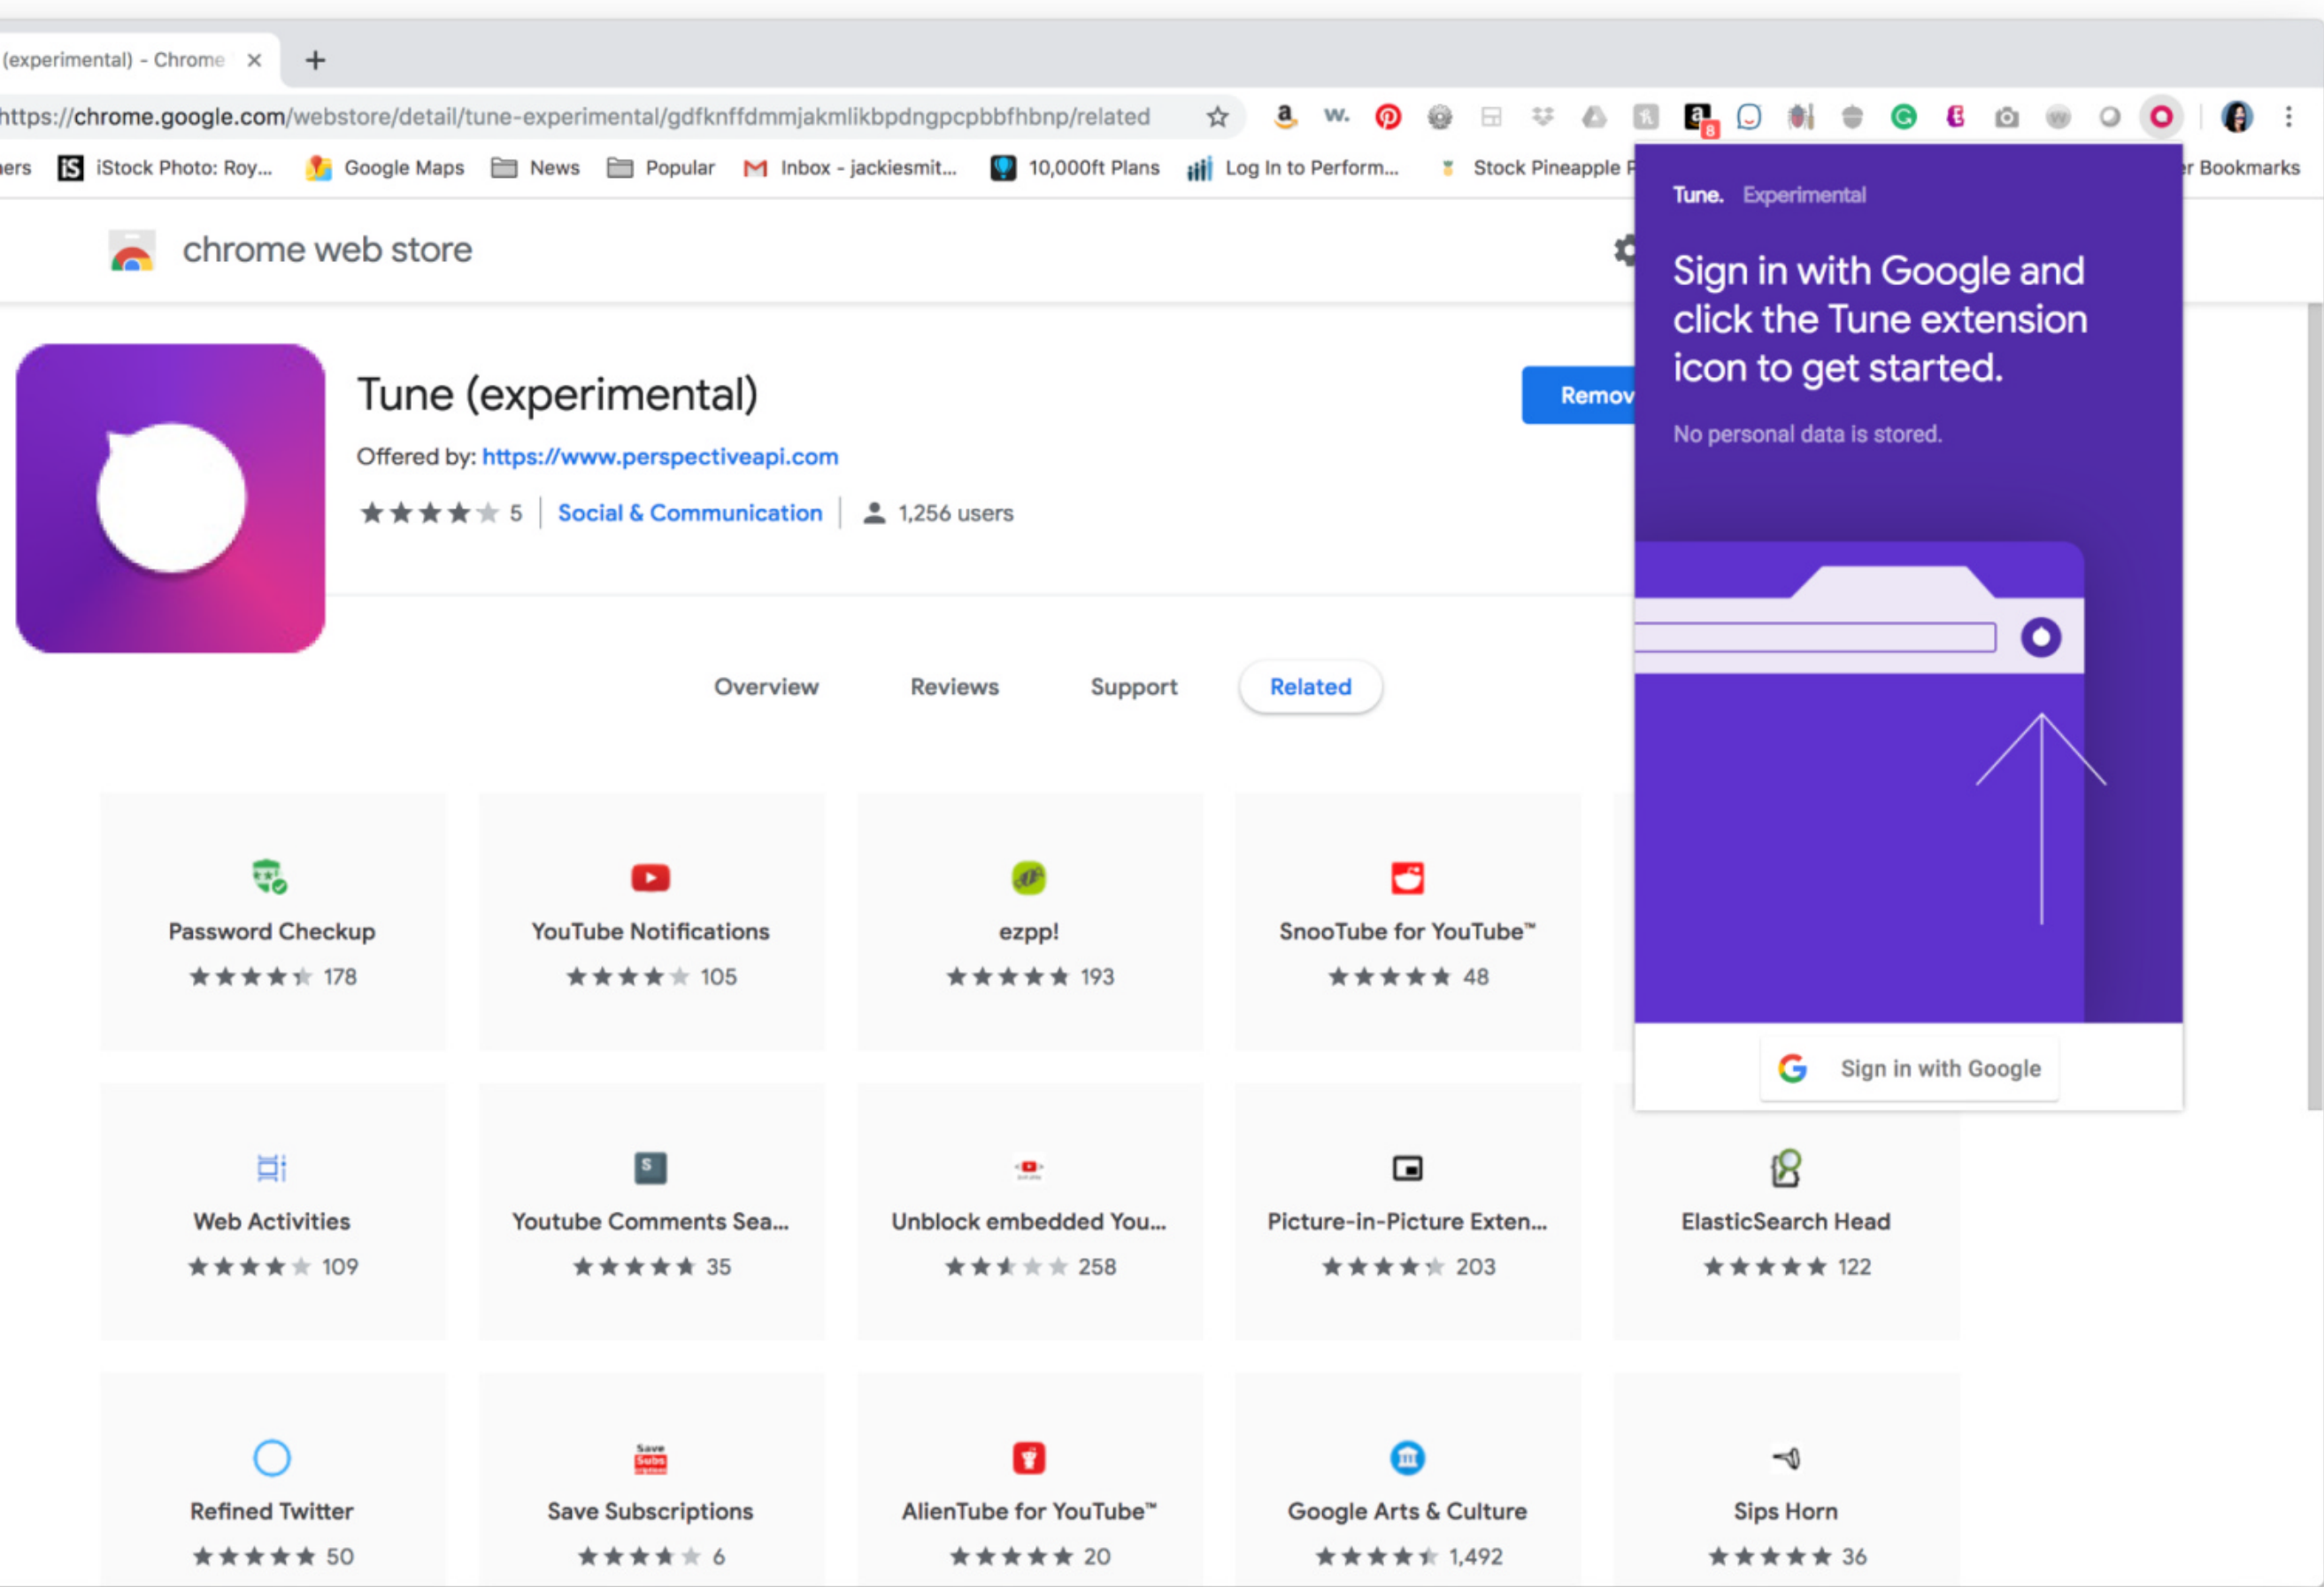 (experimental) - Chrome
https://chrome.google.com/webstore/detail/tune-experimental/gdfknffdmmjakmlikbpdngpcpbbfhbnp/related
a w. a 8
ers iS iStock Photo: Roy... Google Maps News Popular Inbox - jackiesmit... 10,000ft Plans Log In to Perform... Stock Pineapple P r Bookmarks
Tune. Experimental
chrome web store
Sign in with Google and
click the Tune extension
icon to get started.
No personal data is stored.
Tune (experimental)
Remov
Offered by: https://www.perspectiveapi.com
5 Social & Communication 1,256 users
Overview Reviews Support Related
Password Checkup YouTube Notifications ezpp! SnooTube for YouTube™
178 105 193 48
Sign in with Google
S
Web Activities Youtube Comments Sea... Unblock embedded You... Picture-in-Picture Exten... ElasticSearch Head
109 35 258 203 122
Save
Subs
Refined Twitter Save Subscriptions AlienTube for YouTube™ Google Arts & Culture Sips Horn
50 6 20 1,492 36